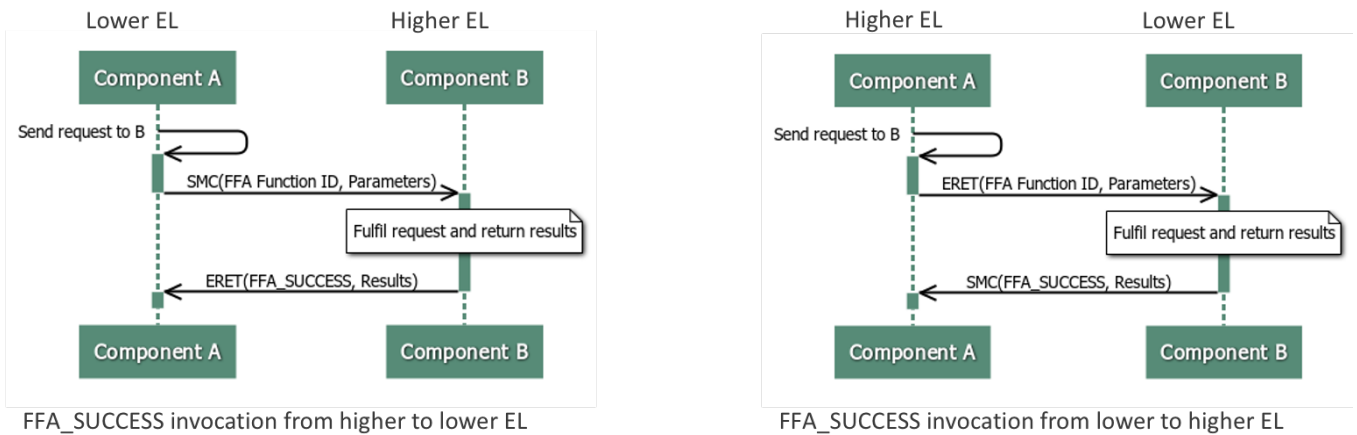 Lower EL
Higher EL
Component A
Component B
Send request to B
SMC(FFA Function ID, Parameters)
Fulfil request and return results
ERET(FFA_SUCCESS, Results)
Component A
Component B
FFA_SUCCESS invocation from higher to lower EL
Higher EL
Lower EL
Component A
Component B
Send request to B
ERET(FFA Function ID, Parameters)
Fulfil request and return results
SMC(FFA_SUCCESS, Results)
Component A
Component B
FFA_SUCCESS invocation from lower to higher EL